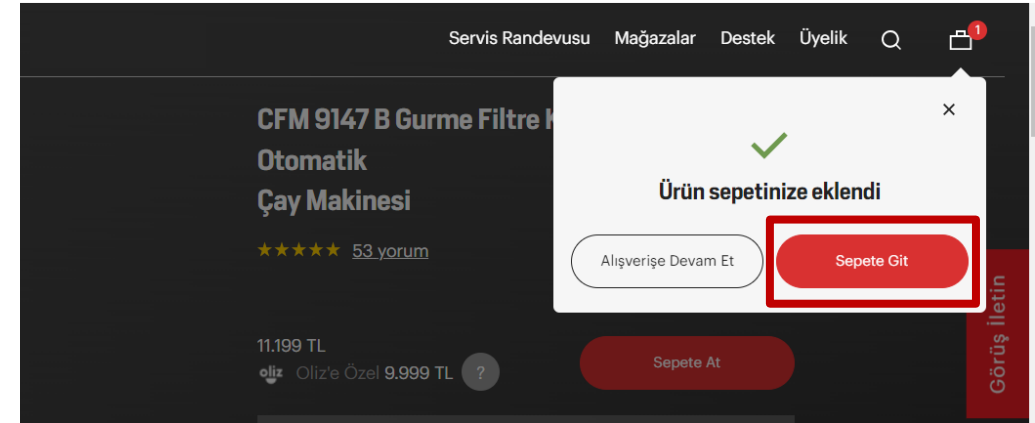 Servis Randevusu Mağazalar Destek Üyelik 1
CFM 9147 B Gurme Filtre
Otomatik
Çay Makinesi
★★★★★ 53 yorum
11.199 TL
oliz Oliz'e Özel 9.999 TL ?
Sepete At
×
Ürün sepetinize eklendi
Alışverişe Devam Et
Sepete Git
Görüş İletin